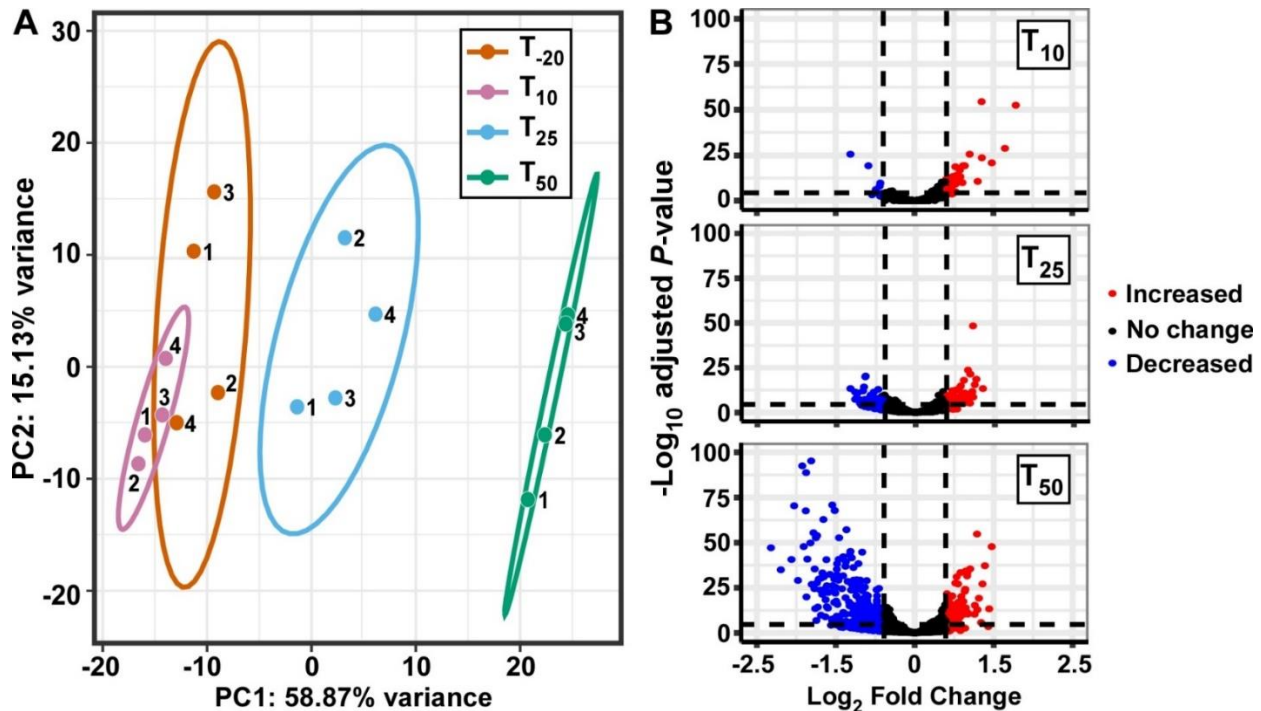 A
30
20
10
0
-10
-20
-20
-10
0
10
20
PC2: 15.13% variance
PC1: 58.87% variance
T-20
T10
T25
T50
3
1
2
4
4
3
1
2
2
4
1
3
4
3
2
1
B
-Log10 adjusted P-value
T10
100
75
50
25
0
T25
100
75
50
25
0
T50
100
75
50
25
0
-2.5
-1.5
0
1.5
2.5
Log2 Fold Change
Increased
No change
Decreased